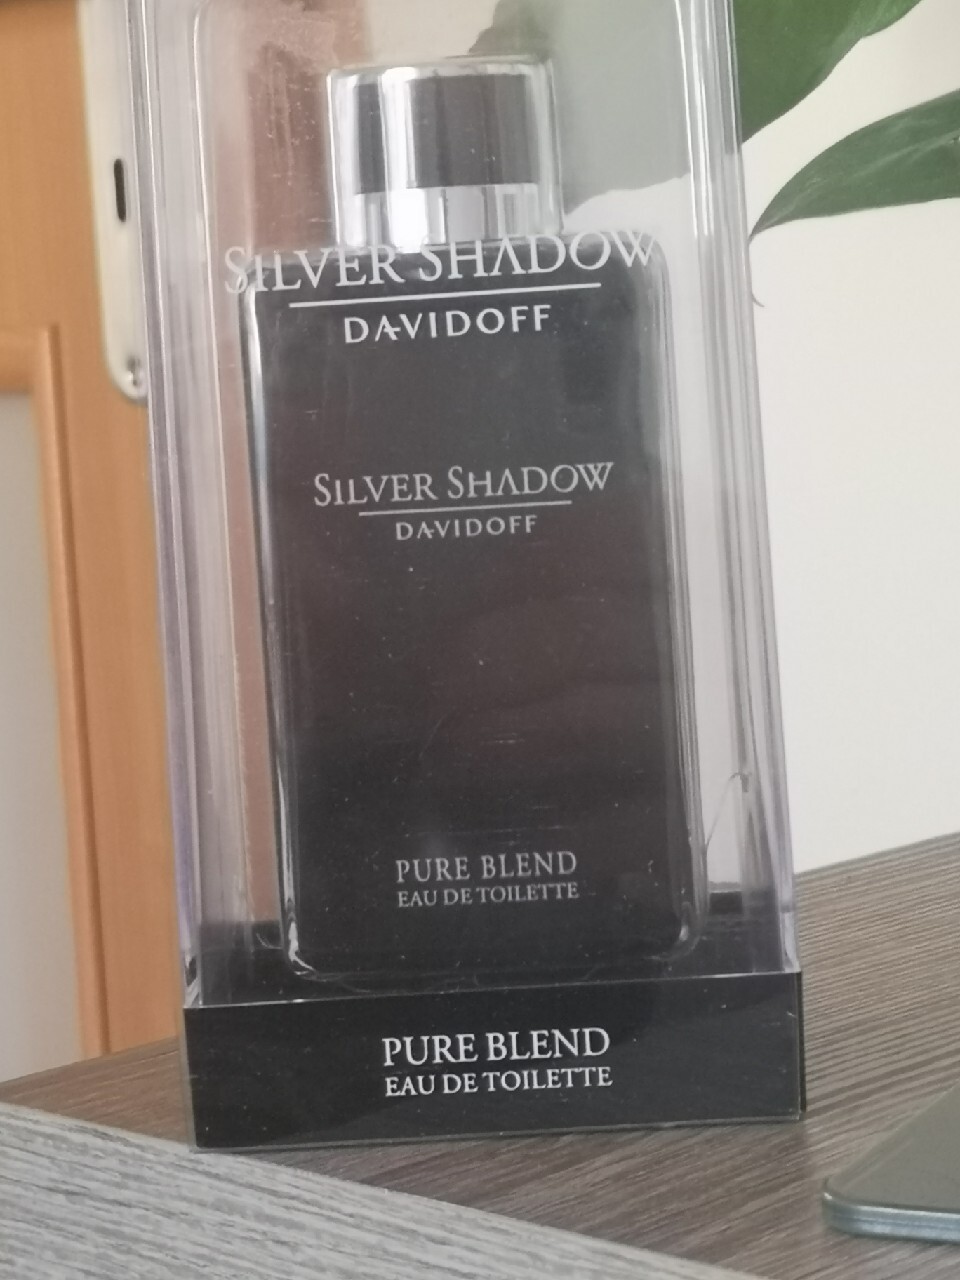 SILVER SHADOW
DAVIDOFF
SILVER SHADOW
DAVIDOFF
PURE BLEND
EAU DE TOILETTE
PURE BLEND
EAU DE TOILETTE